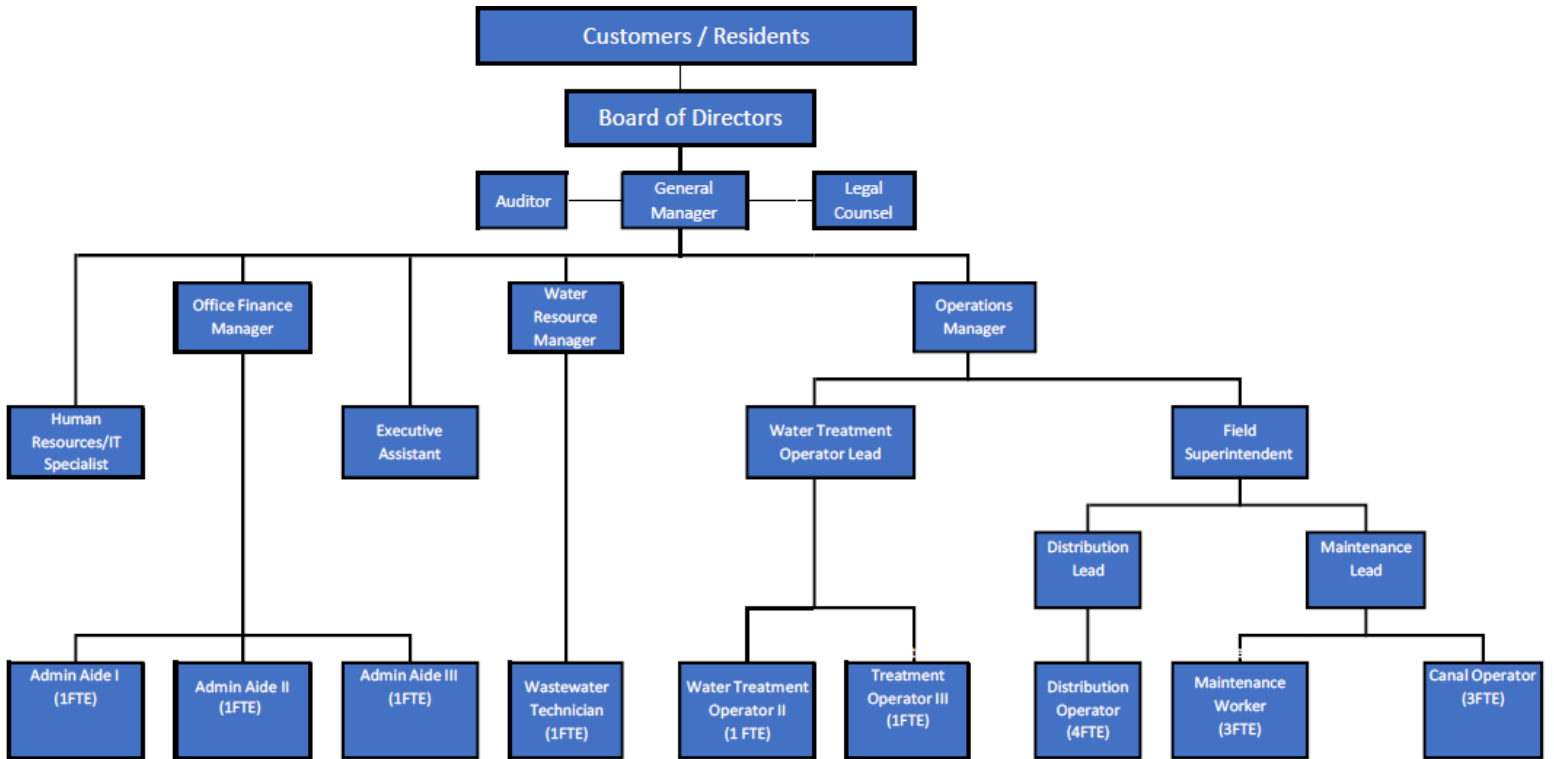 Customers / Residents
Board of Directors
Auditor
General
Manager
Legal
Counsel
Office Finance
Manager
Water
Resource
Manager
Operations
Manager
Human
Resources/IT
Specialist
Executive
Assistant
Water Treatment
Operator Lead
Field
Superintendent
Distribution
Lead
Maintenance
Lead
Admin Aide I
(1FTE)
Admin Aide II
(1FTE)
Admin Aide III
(1FTE)
Wastewater
Technician
(1FTE)
Water Treatment
Operator II
(1 FTE)
Treatment
Operator III
(1FTE)
Distribution
Operator
(4FTE)
Maintenance
Worker
(3FTE)
Canal Operator
(3FTE)